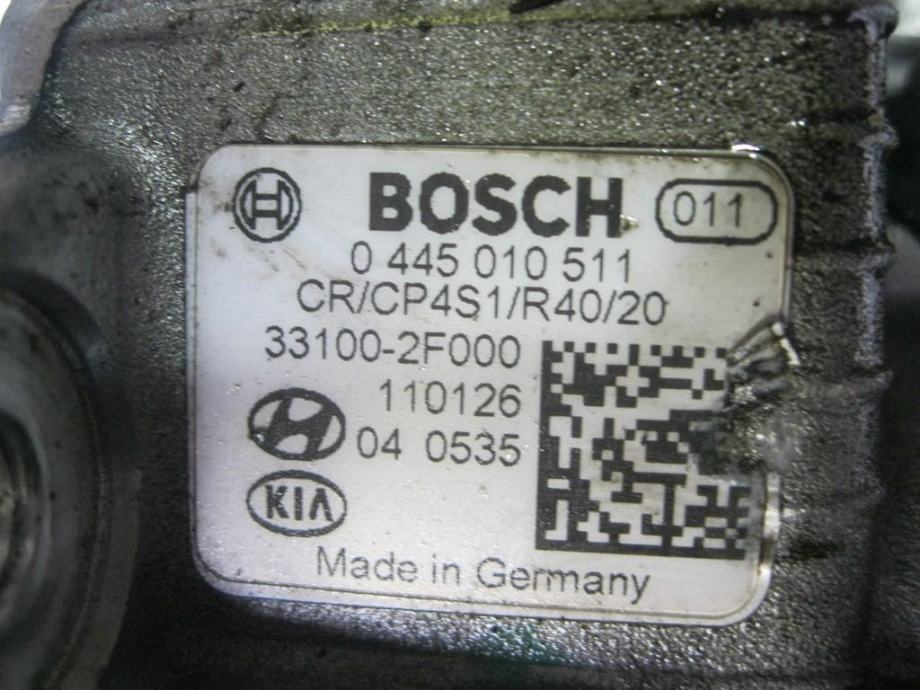 BOSCH 011
0 445 010 511
CR/CP4S1/R40/20
33100-2F000
110126
04 0535
KIA
Made in Germany